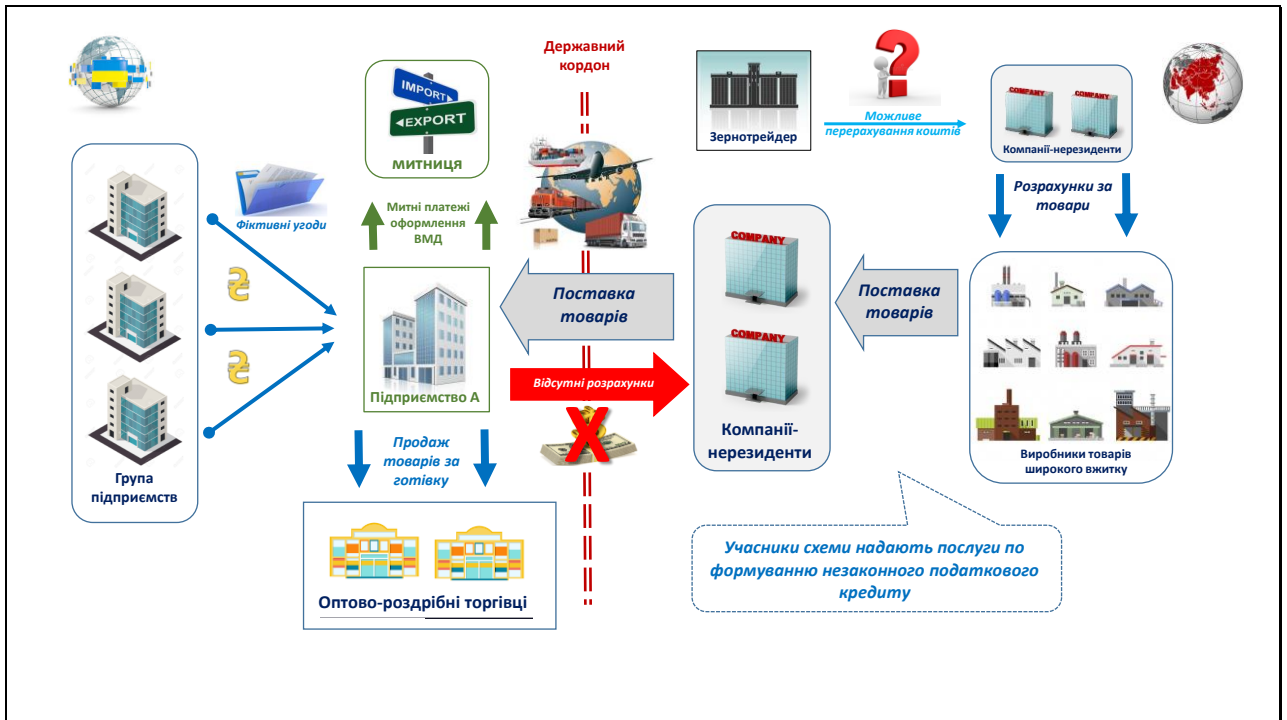 Державний
кордон
IMPORT
EXPORT
митниця
Зернотрейдер
Можливе
перерахування коштів
COMPANY
COMPANY
Компанії-нерезиденти
Фіктивні угоди
Митні платежі
оформлення
ВМД
Розрахунки за
товари
COMPANY
COMPANY
Компанії-
нерезиденти
Поставка
товарів
Поставка
товарів
Відсутні розрахунки
X
Підприємство А
Група
підприємств
Продаж
товарів за
готівку
Виробники товарів
широкого вжитку
Оптово-роздрібні торгівці
Учасники схеми надають послуги по
формуванню незаконного податкового
кредиту